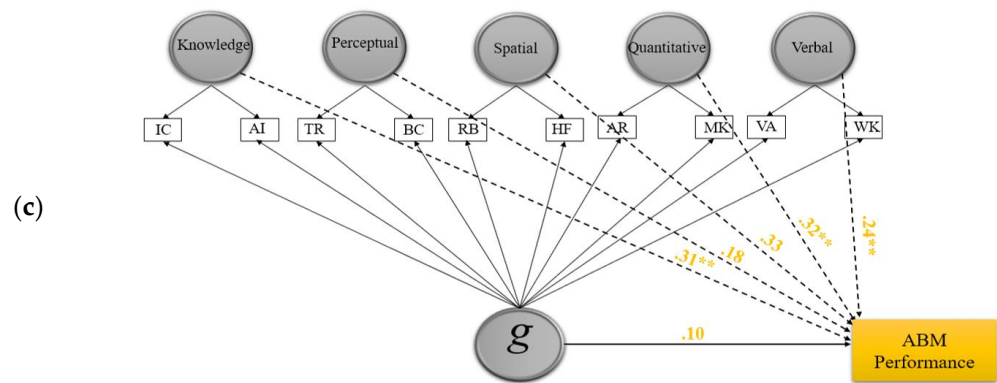 Knowledge Perceptual Spatial Quantitative Verbal
IC AI TR BC RB HF AR MK VA WK
(c)
.31** .18 .33 .32** .24**
g .10 ABM
Performance